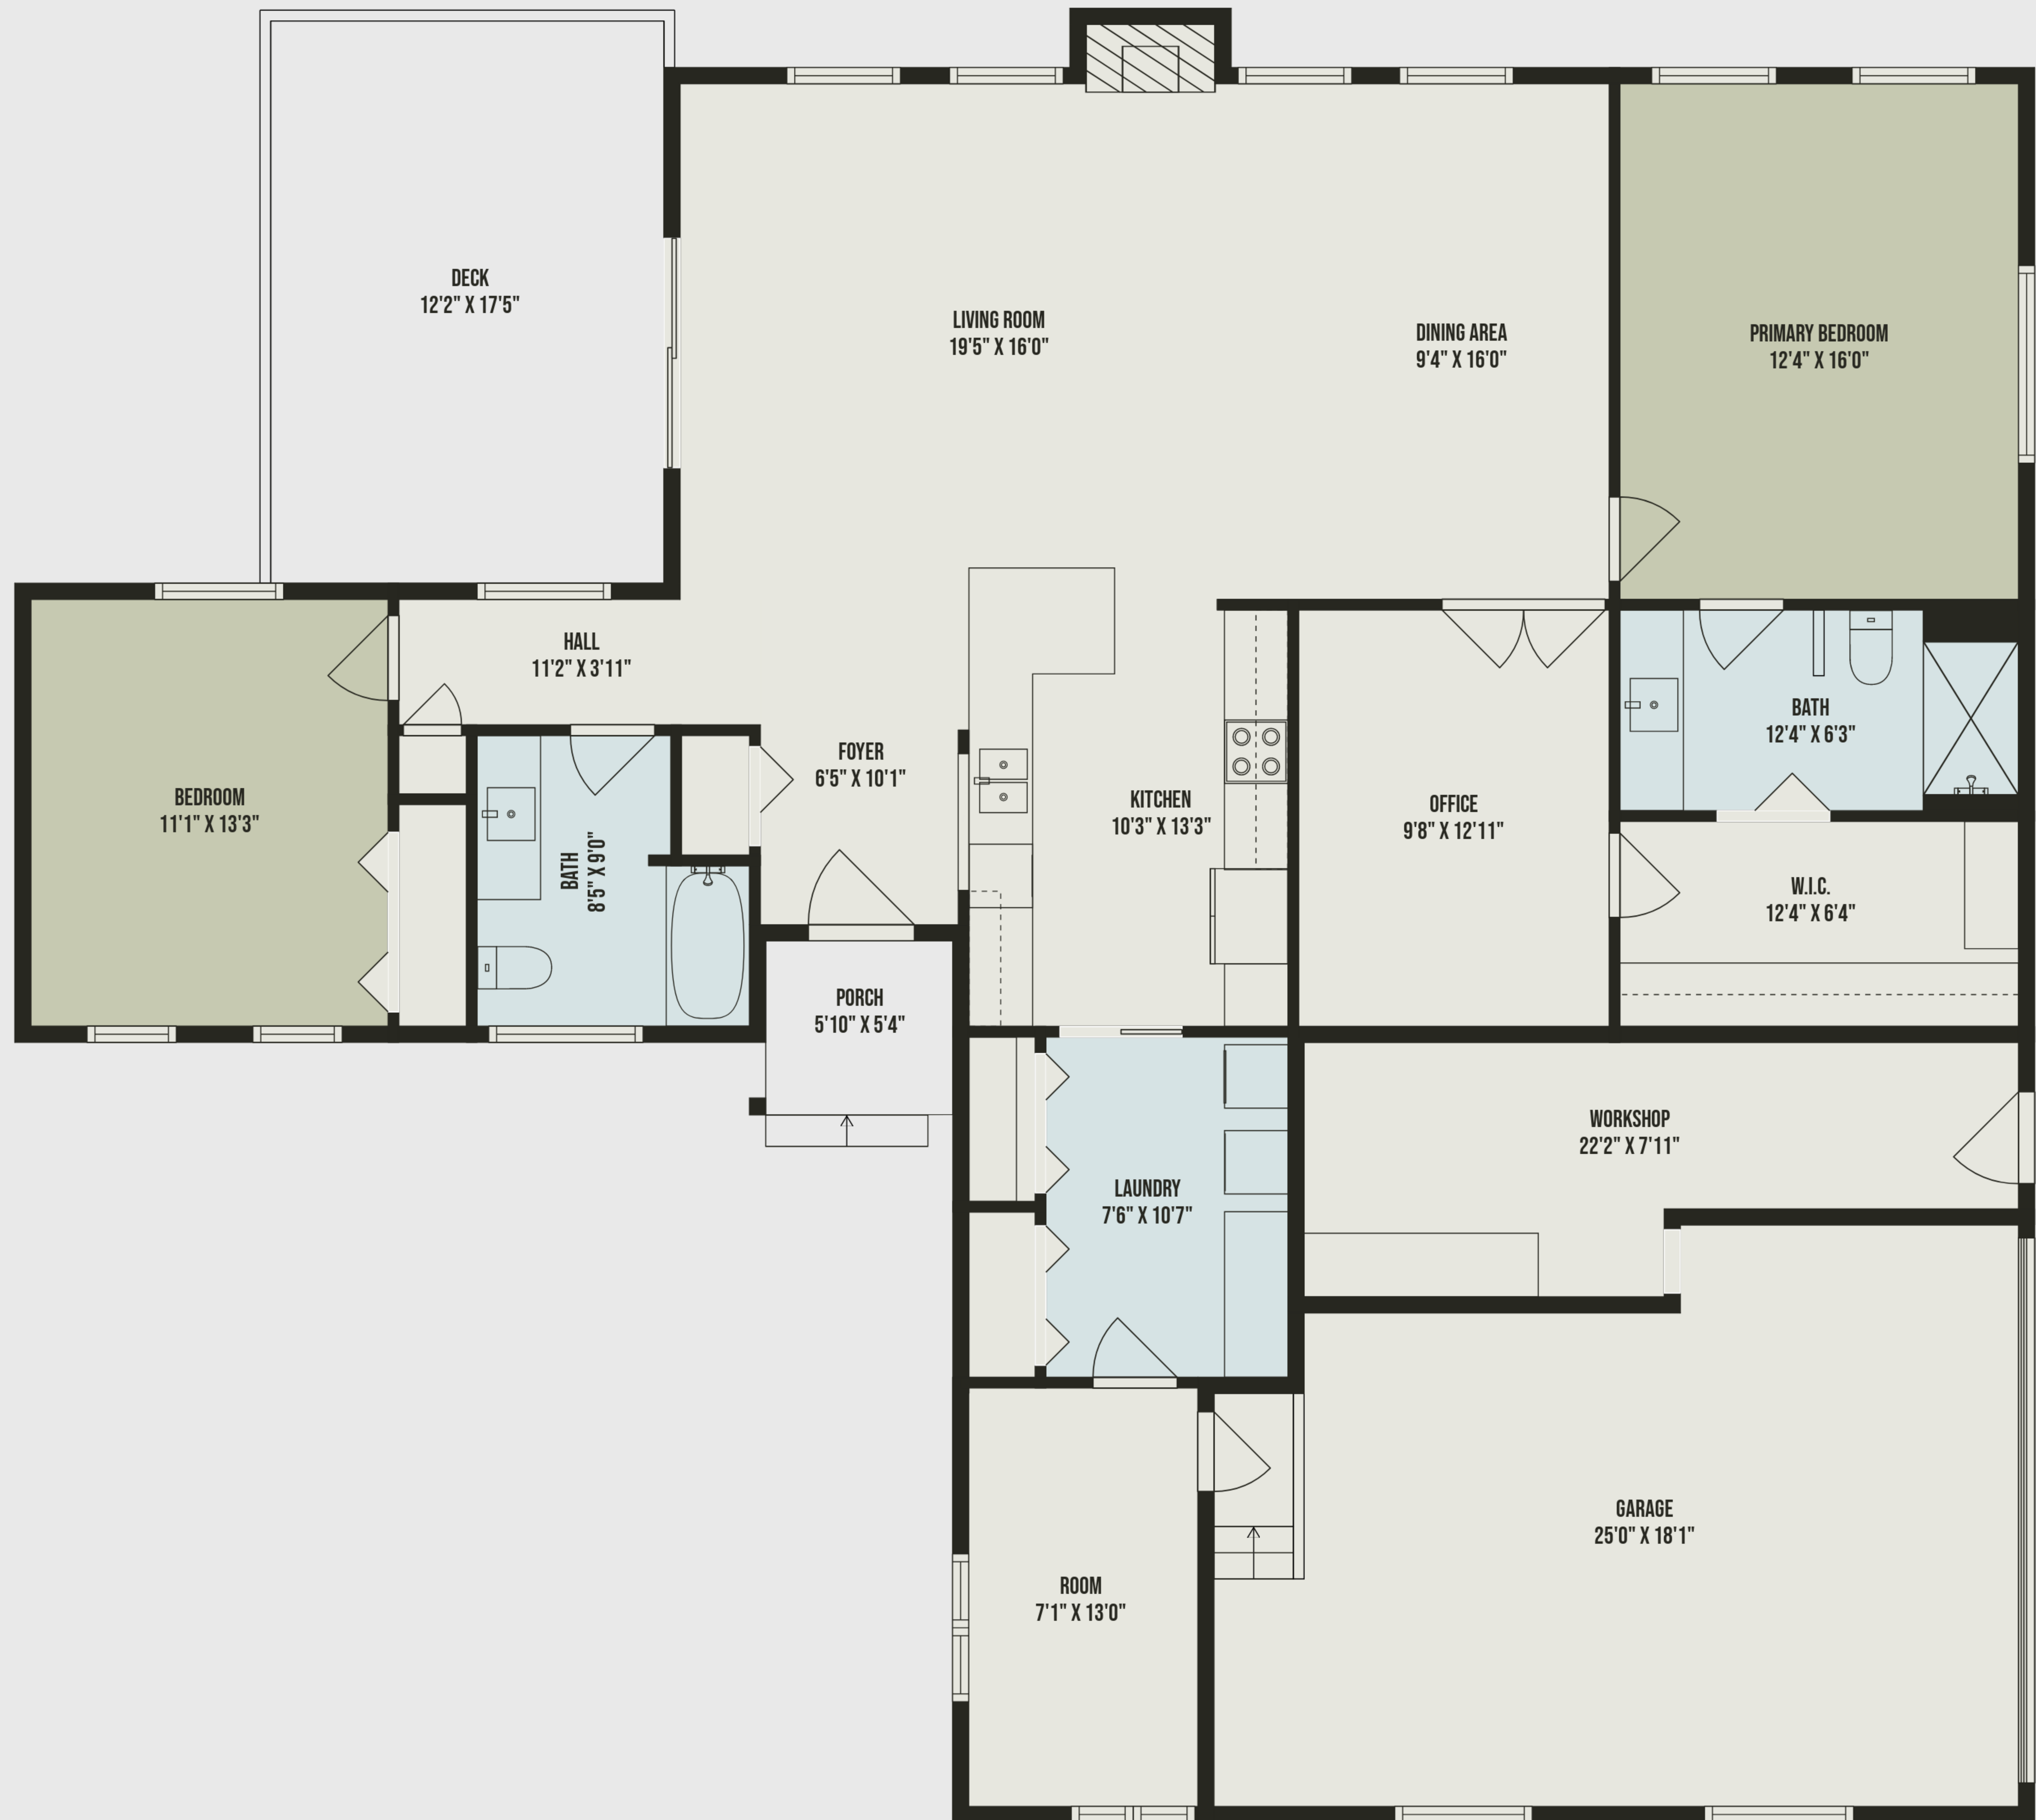 DECK
12'2" X 17'5"
LIVING ROOM
19'5" X 16'0"
DINING AREA
9'4" X 16'0"
PRIMARY BEDROOM
12'4" X 16'0"
HALL
11'2" X 3'11"
BEDROOM
11'1" X 13'3"
BATH
8'5" X 9'0"
FOYER
6'5" X 10'1"
KITCHEN
10'3" X 13'3"
OFFICE
9'8" X 12'11"
BATH
12'4" X 6'3"
W.I.C.
12'4" X 6'4"
PORCH
5'10" X 5'4"
LAUNDRY
7'6" X 10'7"
WORKSHOP
22'2" X 7'11"
GARAGE
25'0" X 18'1"
ROOM
7'1" X 13'0"